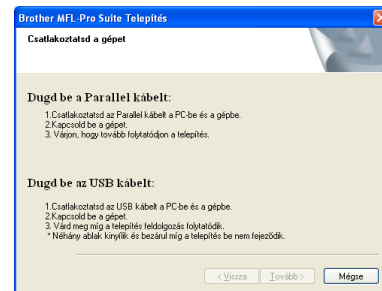 Brother MFL-Pro Suite Telepítés
Csatlakoztatsd a gépet
Dugd be a Parallel kábelt:
1.Csatlakoztatsd az Parallel kábelt a PC-be és a gépbe.
2.Kapcsold be a gépet.
3. Várjon, hogy tovább folytatódjon a telepítés.
Dugd be az USB kábelt:
1.Csatlakoztatsd az USB kábelt a PC-be és a gépbe.
2.Kapcsold be a gépet.
3. Várd meg míg a telepítés feldolgozás folytatódik.
* Néhány ablak kinyílik és bezárul míg a telepítés be nem fejeződik.
< Vissza Tovább > Mégse